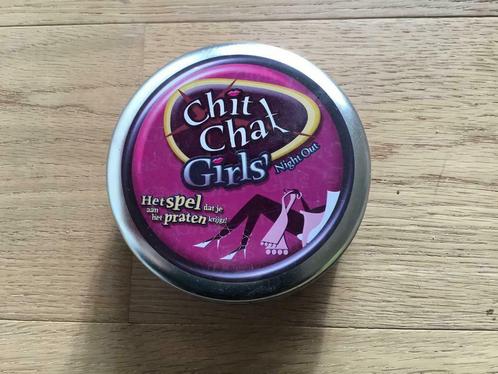 Chit
Chat
Girls'
Night Out
Het spel dat je
aan het praten krijgt!